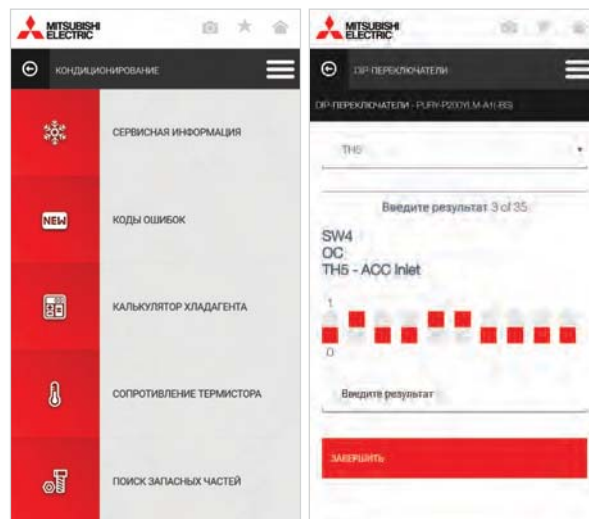 MITSUBISHI
ELECTRIC
КОНДИЦИОНИРОВАНИЕ
СЕРВИСНАЯ ИНФОРМАЦИЯ
NEW
КОДЫ ОШИБОК
КАЛЬКУЛЯТОР ХЛАДАГЕНТА
СОПРОТИВЛЕНИЕ ТЕРМИСТОРА
ПОИСК ЗАПАСНЫХ ЧАСТЕЙ
MITSUBISHI
ELECTRIC
DIP-ПЕРЕКЛЮЧАТЕЛИ
DIP-ПЕРЕКЛЮЧАТЕЛИ - PURY-P200YLM-A1(-BS)
TH5
Введите результат 3 of 35
SW4
OC
TH5 - ACC Inlet
1
0
Введите результат
ЗАВЕРШИТЬ